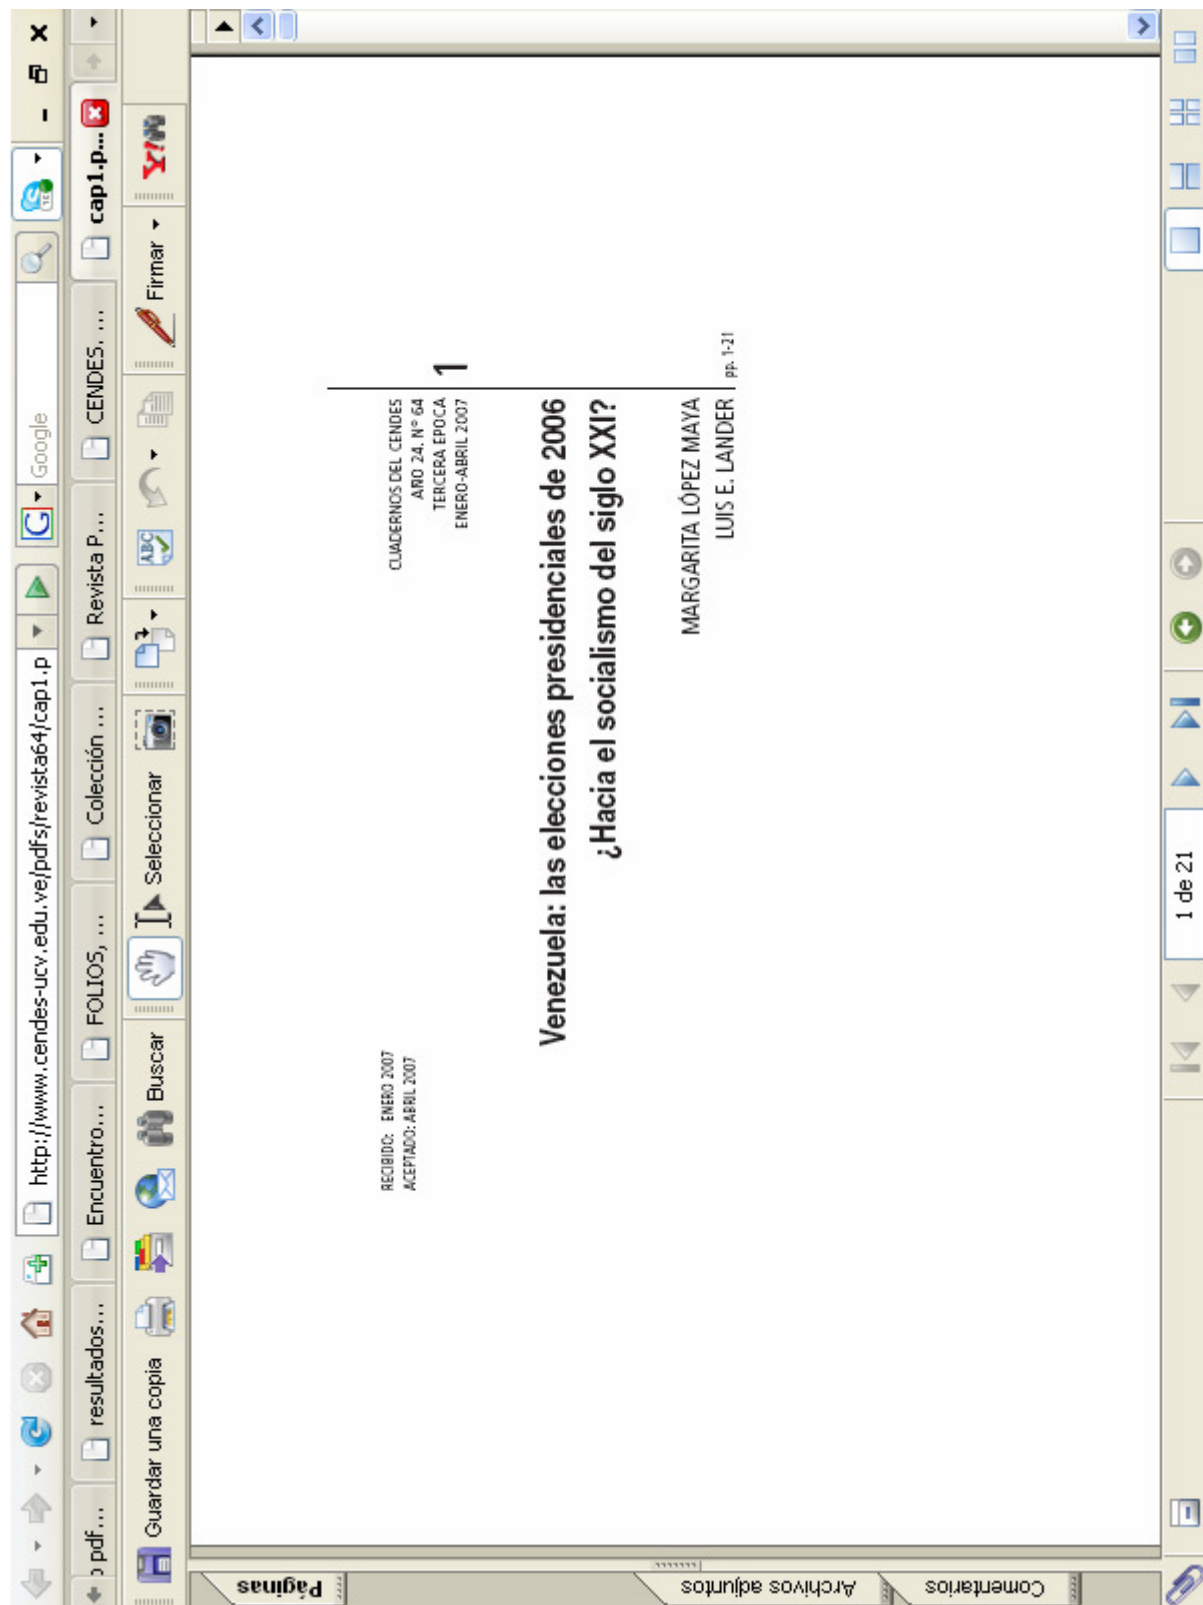 http://www.cendes-ucv.edu.ve/pdfs/revista64/cap1.p
G
Google
pdf ...
resultados...
Encuentro...
FOLIOS, ...
Colección ...
Revista P...
CENDES. ...
cap1.p...
Guardar una copia
Buscar
Seleccionar
ABC
Firmar
Y!
Páginas
Archivos adjuntos
Comentarios
RECIBIDO: ENERO 2007
ACEPTADO: ABRIL 2007
CUADERNOS DEL CENDES
AÑO 24. N° 64
TERCERA EPOCA
ENERO-ABRIL 2007
1
Venezuela: las elecciones presidenciales de 2006
¿Hacia el socialismo del siglo XXI?
MARGARITA LÓPEZ MAYA
LUIS E. LANDER
pp. 1-21
1 de 21